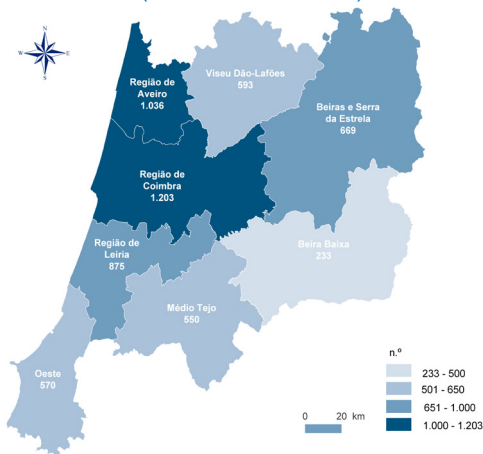 N
W
E
S
Região de
Aveiro
1.036
Viseu Dão-Lafões
593
Beiras e Serra
da Estrela
669
Região de
Coimbra
1.203
Região de
Leiria
875
Beira Baixa
233
Médio Tejo
550
Oeste
570
n.º
233 - 500
501 - 650
651 - 1.000
1.000 - 1.203
0 20 km